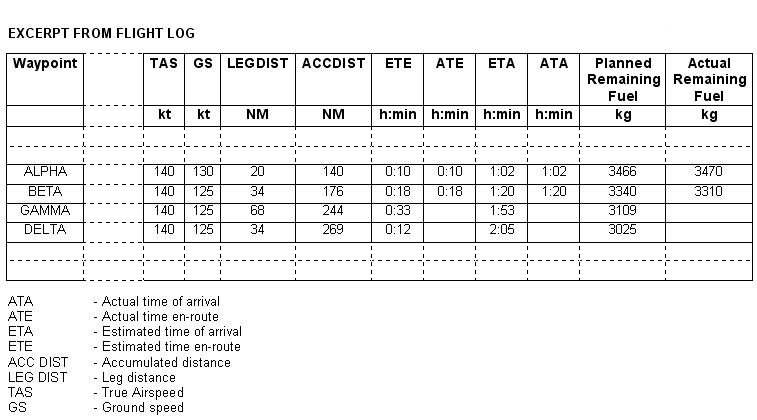 EXCERPT FROM FLIGHT LOG
Waypoint TAS GS LEGDIST ACCDIST ETE ATE ETA ATA Planned Remaining Fuel Actual Remaining Fuel
kt kt NM NM h:min h:min h:min h:min kg kg
ALPHA 140 130 20 140 0:10 0:10 1:02 1:02 3466 3470
BETA 140 125 34 176 0:18 0:18 1:20 1:20 3340 3310
GAMMA 140 125 68 244 0:33 1:53 3109
DELTA 140 125 34 269 0:12 2:05 3025
ATA - Actual time of arrival
ATE - Actual time en-route
ETA - Estimated time of arrival
ETE - Estimated time en-route
ACC DIST - Accumulated distance
LEG DIST - Leg distance
TAS - True Airspeed
GS - Ground speed